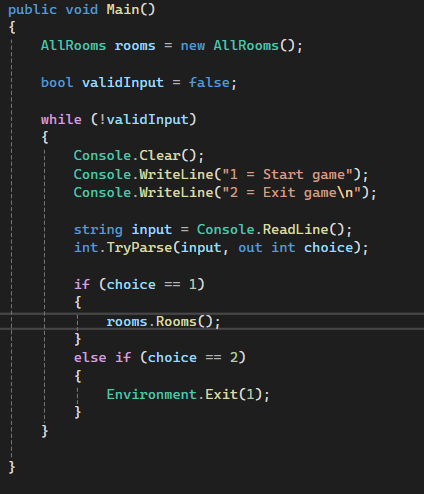 public void Main()
{
AllRooms rooms = new AllRooms();
bool validInput = false;
while (!validInput)
{
Console.Clear();
Console.WriteLine("1 = Start game");
Console.WriteLine("2 = Exit game\n");
string input = Console.ReadLine();
int.TryParse(input, out int choice);
if (choice == 1)
{
rooms.Rooms();
}
else if (choice == 2)
{
Environment.Exit(1);
}
}
}